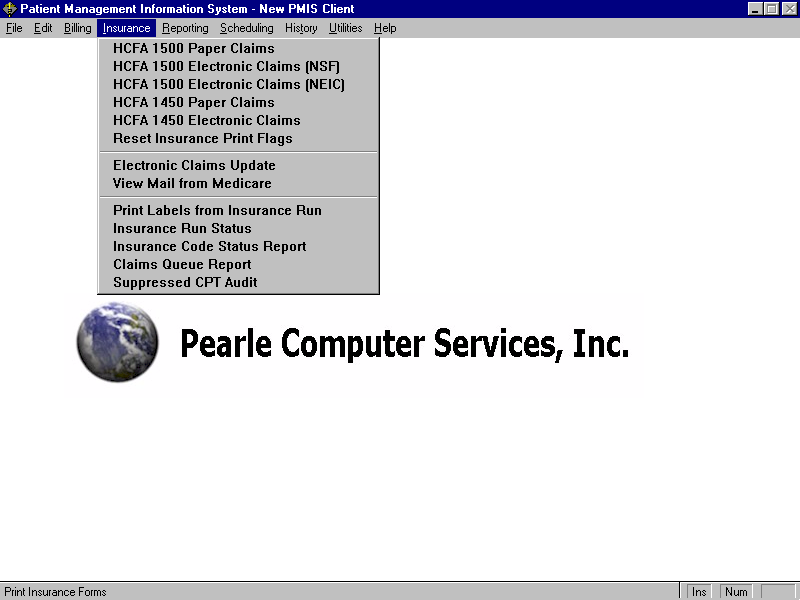 Patient Management Information System - New PMIS Client
File Edit Billing Insurance Reporting Scheduling History Utilities Help
HCFA 1500 Paper Claims
HCFA 1500 Electronic Claims (NSF)
HCFA 1500 Electronic Claims (NEIC)
HCFA 1450 Paper Claims
HCFA 1450 Electronic Claims
Reset Insurance Print Flags
Electronic Claims Update
View Mail from Medicare
Print Labels from Insurance Run
Insurance Run Status
Insurance Code Status Report
Claims Queue Report
Suppressed CPT Audit
Pearle Computer Services, Inc.
Print Insurance Forms Ins Num